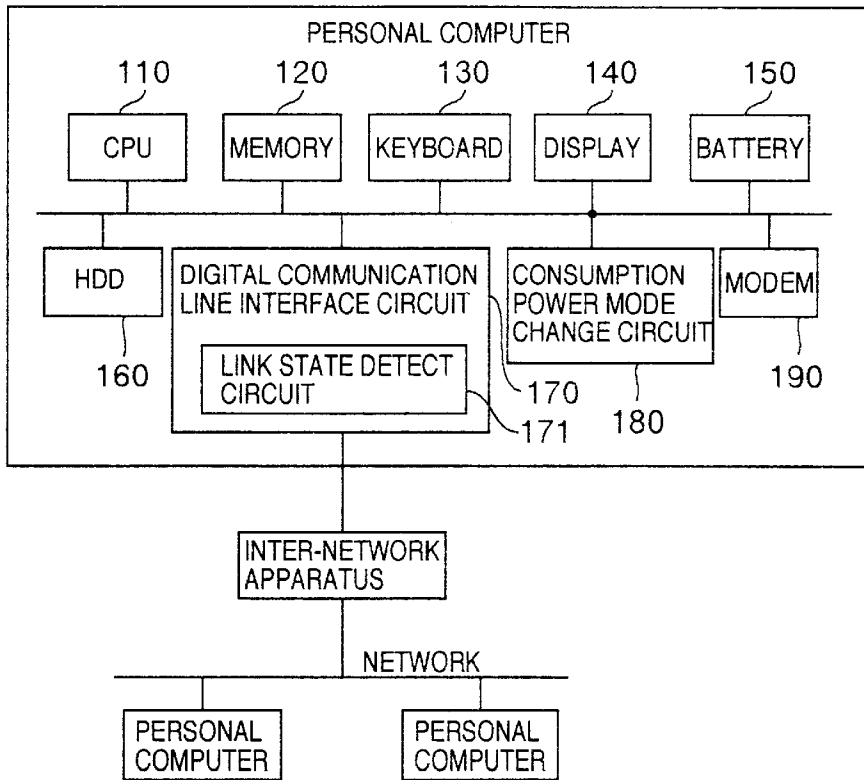 PERSONAL COMPUTER
110 120 130 140 150
CPU MEMORY KEYBOARD DISPLAY BATTERY
HDD
DIGITAL COMMUNICATION
LINE INTERFACE CIRCUIT
LINK STATE DETECT
CIRCUIT
CONSUMPTION
POWER MODE
CHANGE CIRCUIT
MODEM
160 170 171 180 190
INTER-NETWORK
APPARATUS
NETWORK
PERSONAL
COMPUTER
PERSONAL
COMPUTER